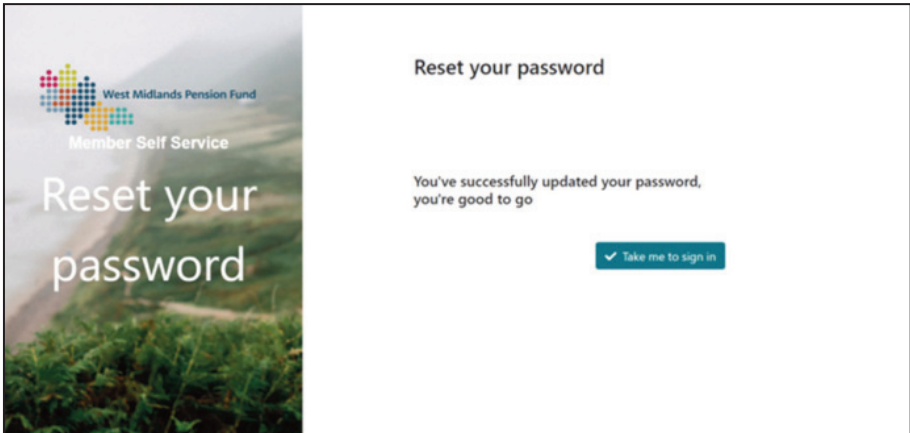 West Midlands Pension Fund
Member Self Service
Reset your
password
Reset your password
You've successfully updated your password,
you're good to go
Take me to sign in